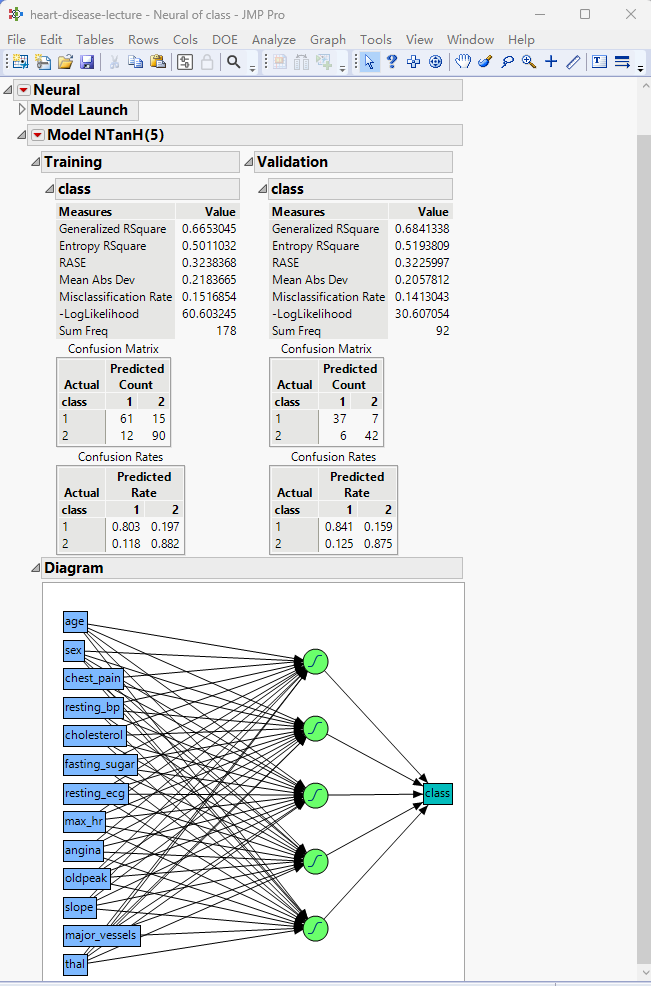 heart-disease-lecture - Neural of class - JMP Pro
File Edit Tables Rows Cols DOE Analyze Graph Tools View Window Help
Neural
Model Launch
Model NTanH(5)
Training
class
Measures Value
Generalized RSquare 0.6653045
Entropy RSquare 0.5011032
RASE 0.3238368
Mean Abs Dev 0.2183665
Misclassification Rate 0.1516854
-LogLikelihood 60.603245
Sum Freq 178
Confusion Matrix
Predicted
Actual Count
class 1 2
1 61 15
2 12 90
Confusion Rates
Predicted
Actual Rate
class 1 2
1 0.803 0.197
2 0.118 0.882
Validation
class
Measures Value
Generalized RSquare 0.6841338
Entropy RSquare 0.5193809
RASE 0.3225997
Mean Abs Dev 0.2057812
Misclassification Rate 0.1413043
-LogLikelihood 30.607054
Sum Freq 92
Confusion Matrix
Predicted
Actual Count
class 1 2
1 37 7
2 6 42
Confusion Rates
Predicted
Actual Rate
class 1 2
1 0.841 0.159
2 0.125 0.875
Diagram
age
sex
chest_pain
resting_bp
cholesterol
fasting_sugar
resting_ecg
max_hr
angina
oldpeak
slope
major_vessels
thal
class